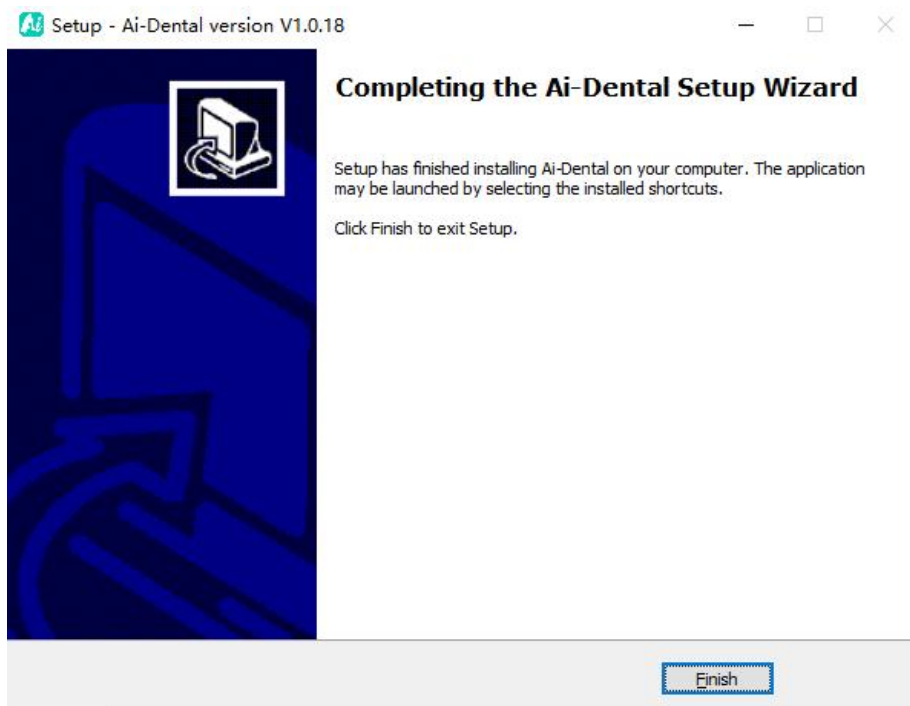 Ai Setup - Ai-Dental version V1.0.18
Completing the Ai-Dental Setup Wizard
Setup has finished installing Ai-Dental on your computer. The application
may be launched by selecting the installed shortcuts.
Click Finish to exit Setup.
Finish